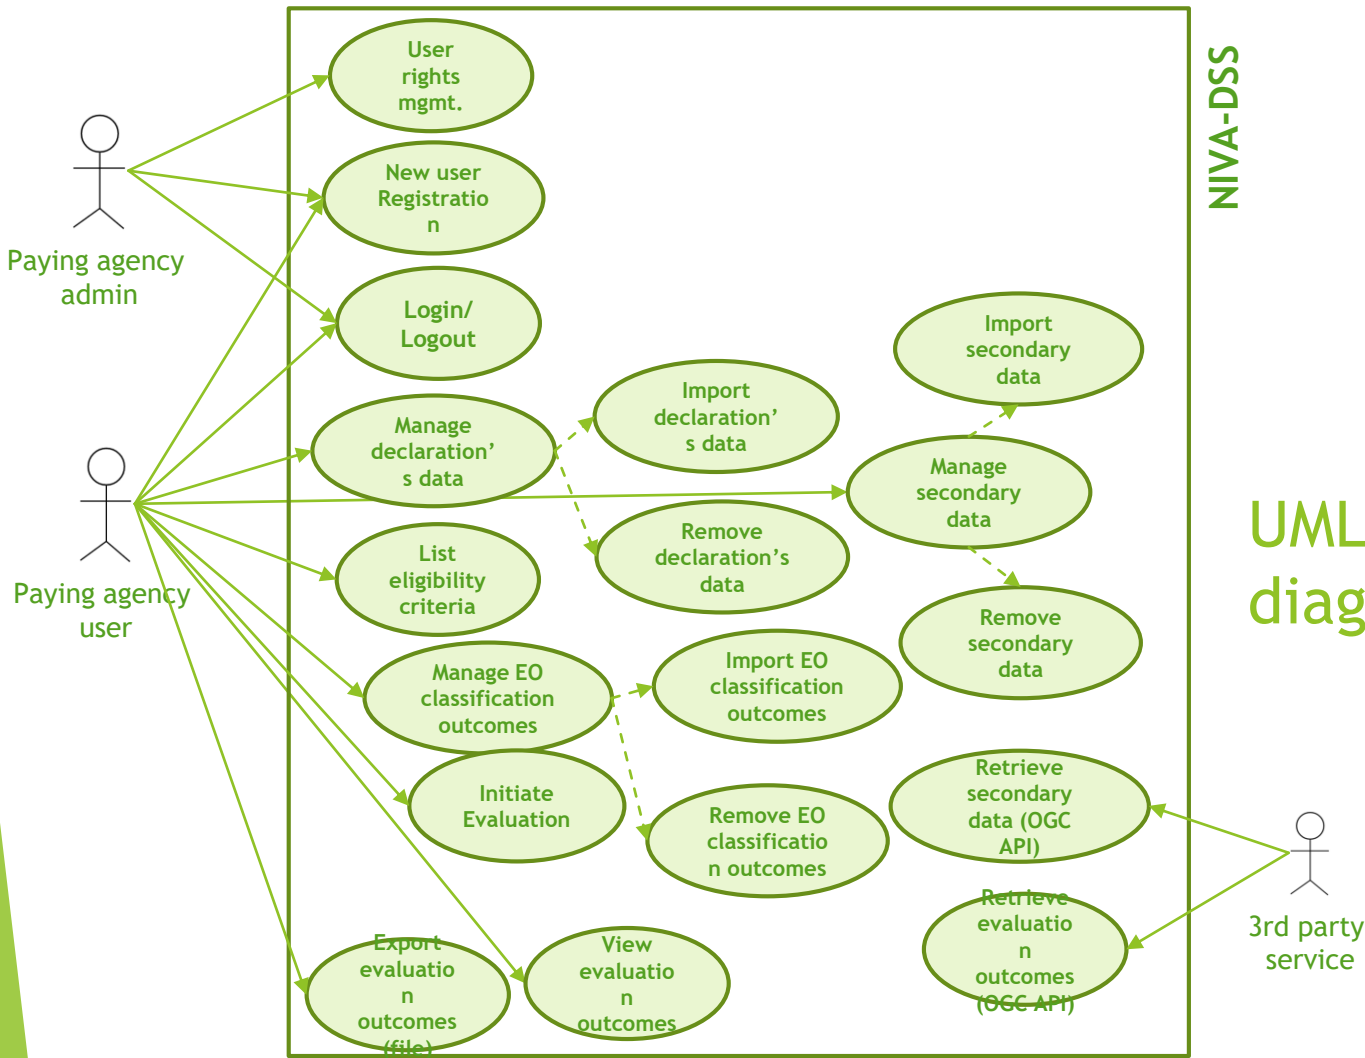 User
rights
mgmt.
NIVA-DSS
New user
Registratio
n
Paying agency
admin
Login/
Logout
Import
secondary
data
Import
declaration’
s data
Manage
declaration’
s data
Manage
secondary
data
Remove
declaration’s
data
List
eligibility
criteria
Paying agency
user
UML
diag
Remove
secondary
data
Manage EO
classification
outcomes
Import EO
classification
outcomes
Initiate
Evaluation
Remove EO
classificatio
n outcomes
Retrieve
secondary
data (OGC
API)
Retrieve
evaluatio
n
outcomes
(OGC API)
3rd party
service
Export
evaluatio
n
outcomes
(file)
View
evaluatio
n
outcomes